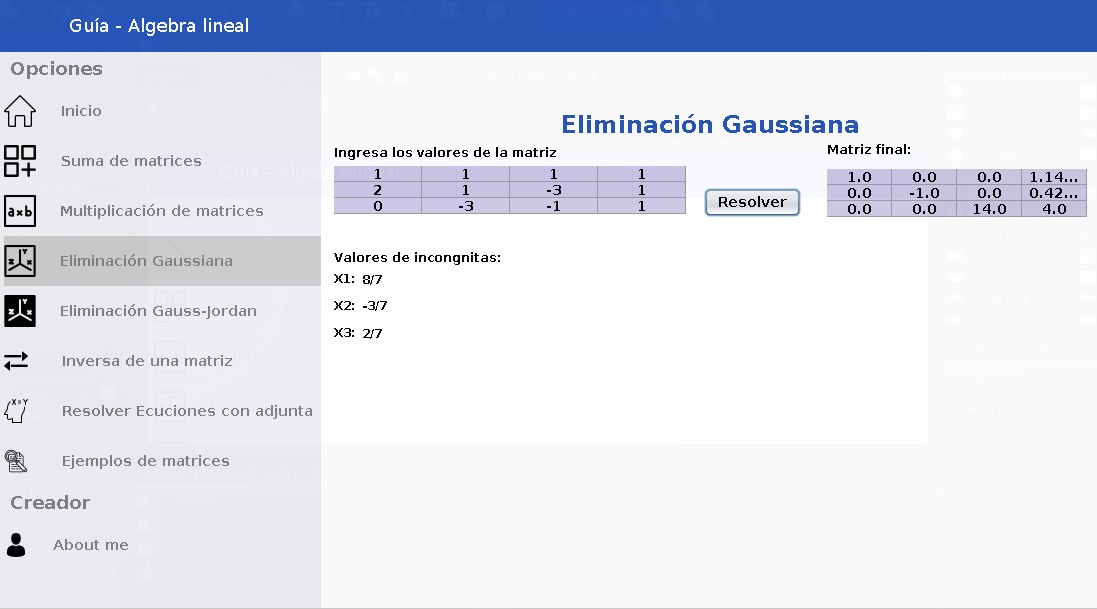 Guía - Algebra lineal
Opciones
Inicio
Suma de matrices
axb
Multiplicación de matrices
Eliminación Gaussiana
Eliminación Gauss-Jordan
Inversa de una matriz
X=Y
Resolver Ecuciones con adjunta
Ejemplos de matrices
Creador
About me
Eliminación Gaussiana
Ingresa los valores de la matriz
1 1 1 1
2 1 -3 1
0 -3 -1 1
Resolver
Matriz final:
1.0 0.0 0.0 1.14...
0.0 -1.0 0.0 0.42...
0.0 0.0 14.0 4.0
Valores de incongnitas:
X1: 8/7
X2: -3/7
X3: 2/7